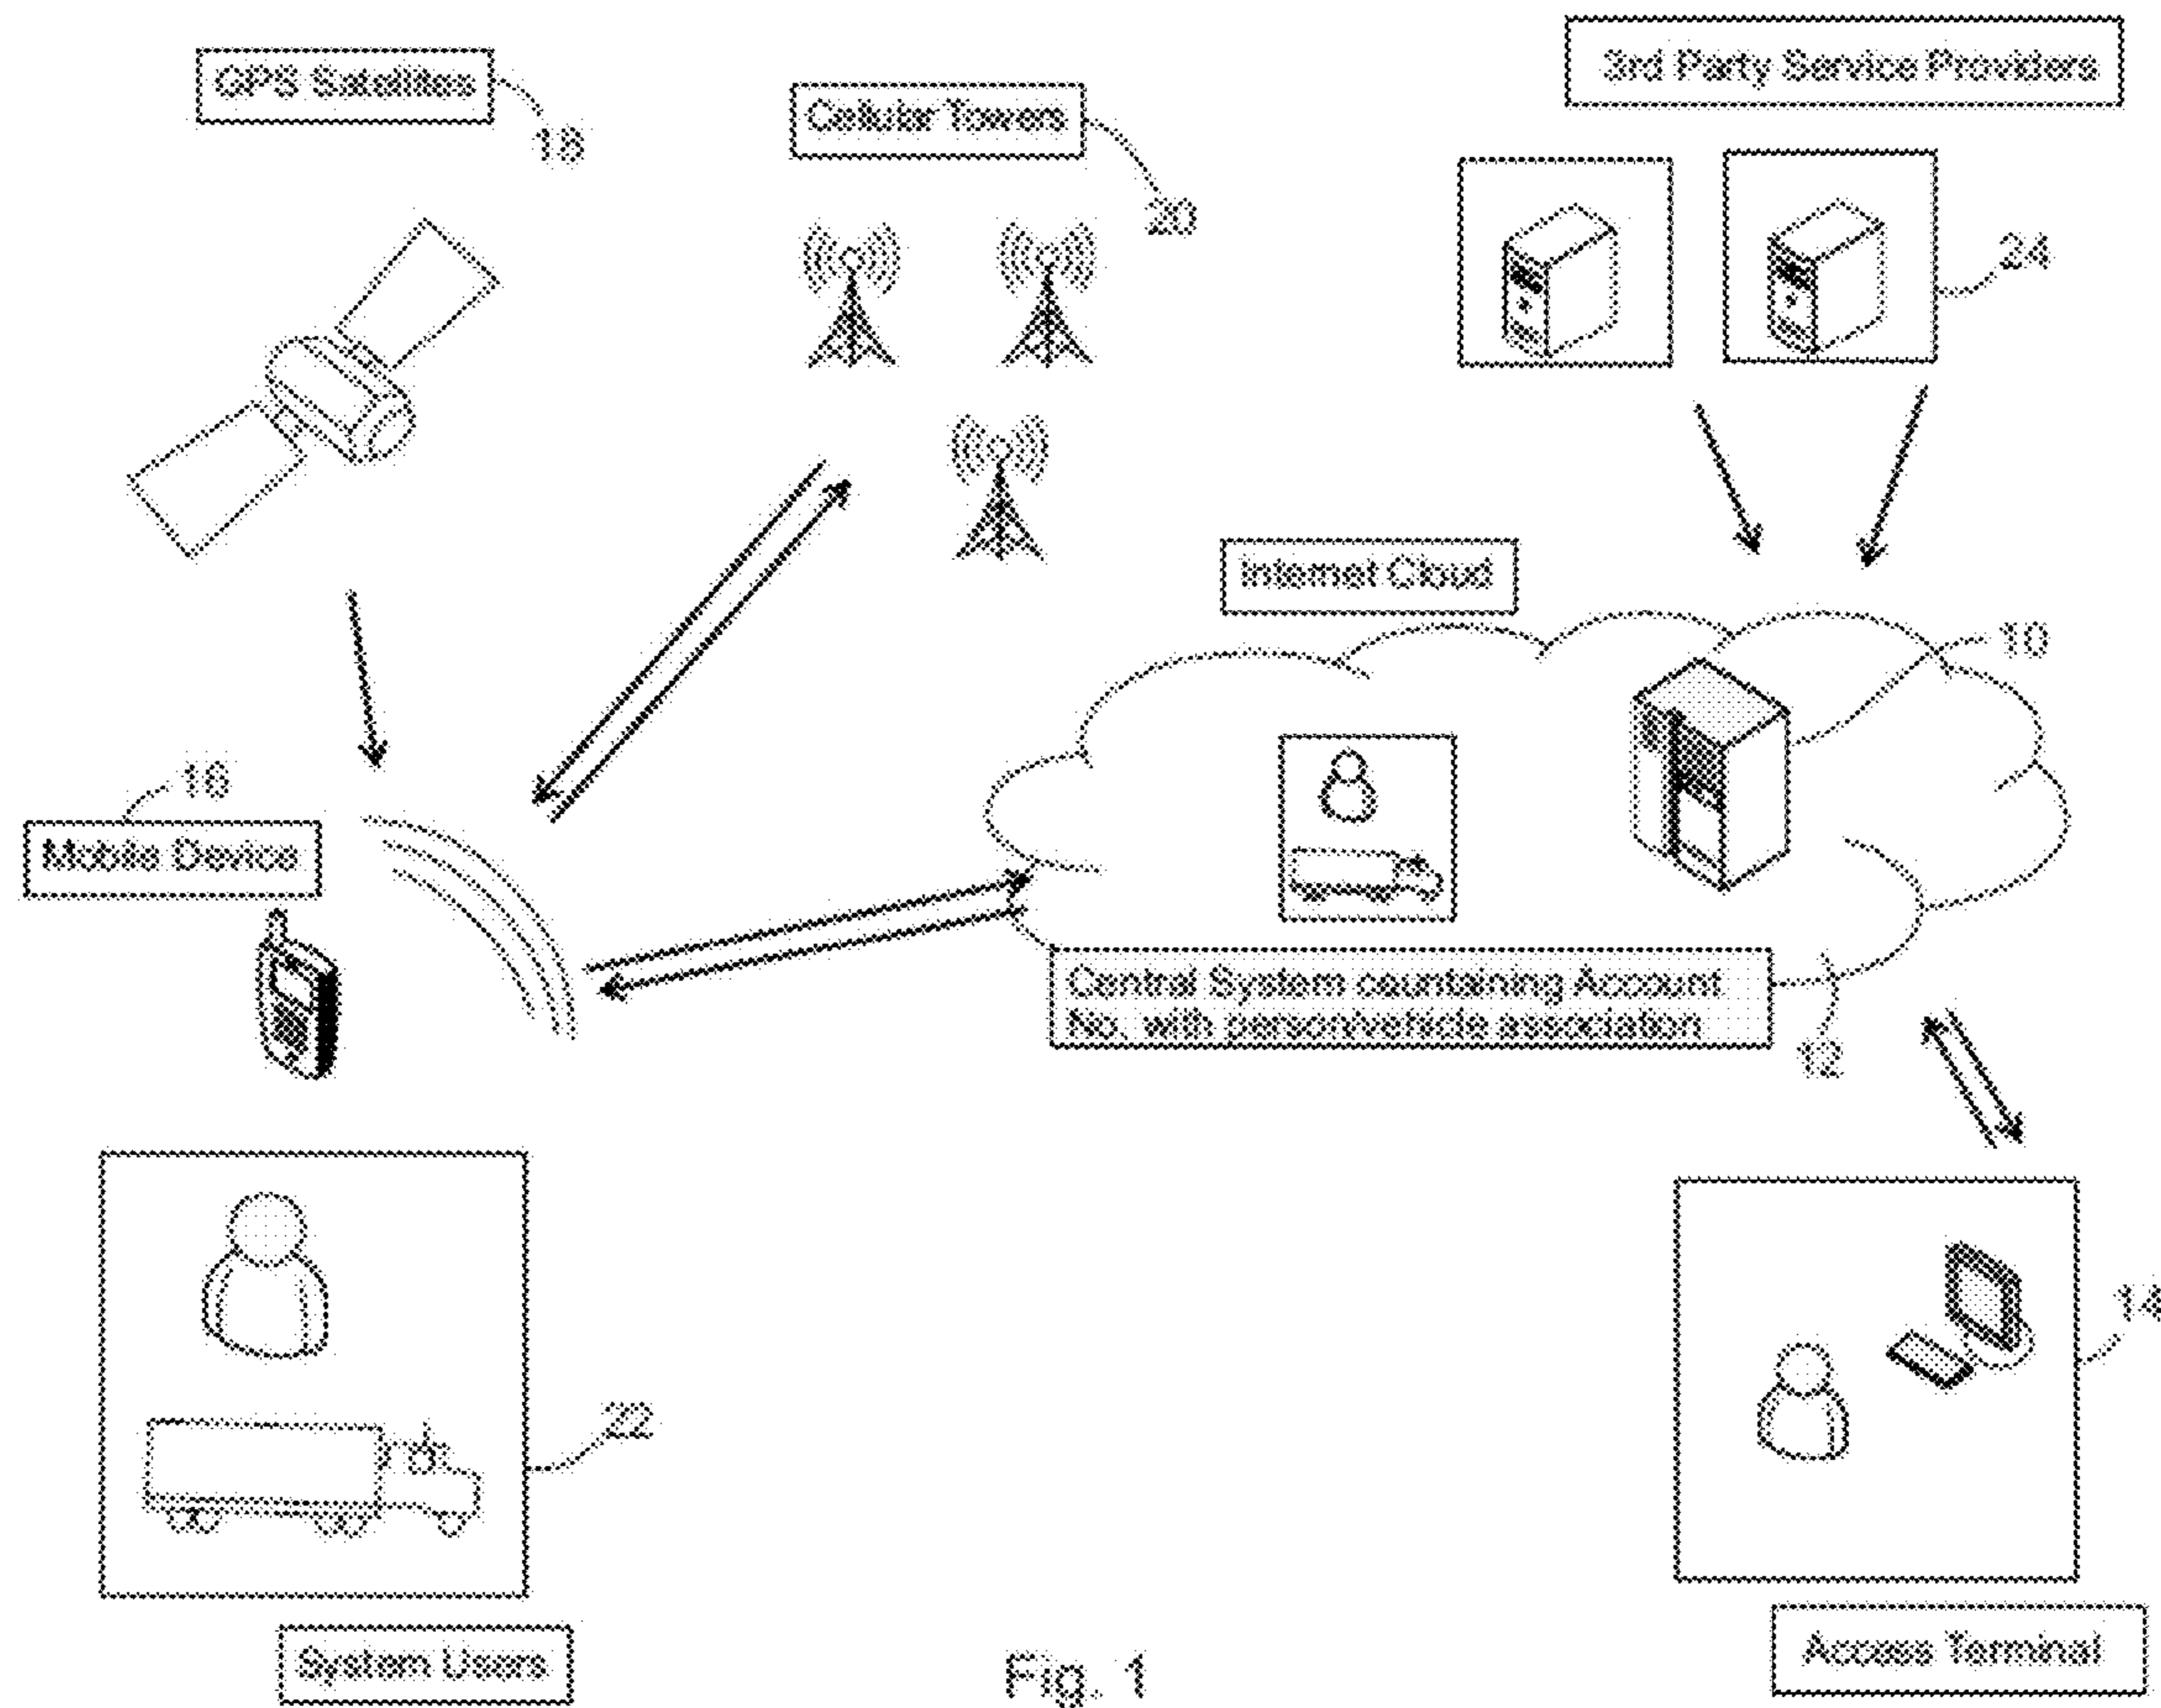 GPS Satellites
18
Cellular Towers
20
3rd Party Service Providers
24
Internet Cloud
10
16
Mobile Device
Central System countaining Account
No. with person/vehicle association
12
22
14
System Users
Access Terminal
Fig. 1